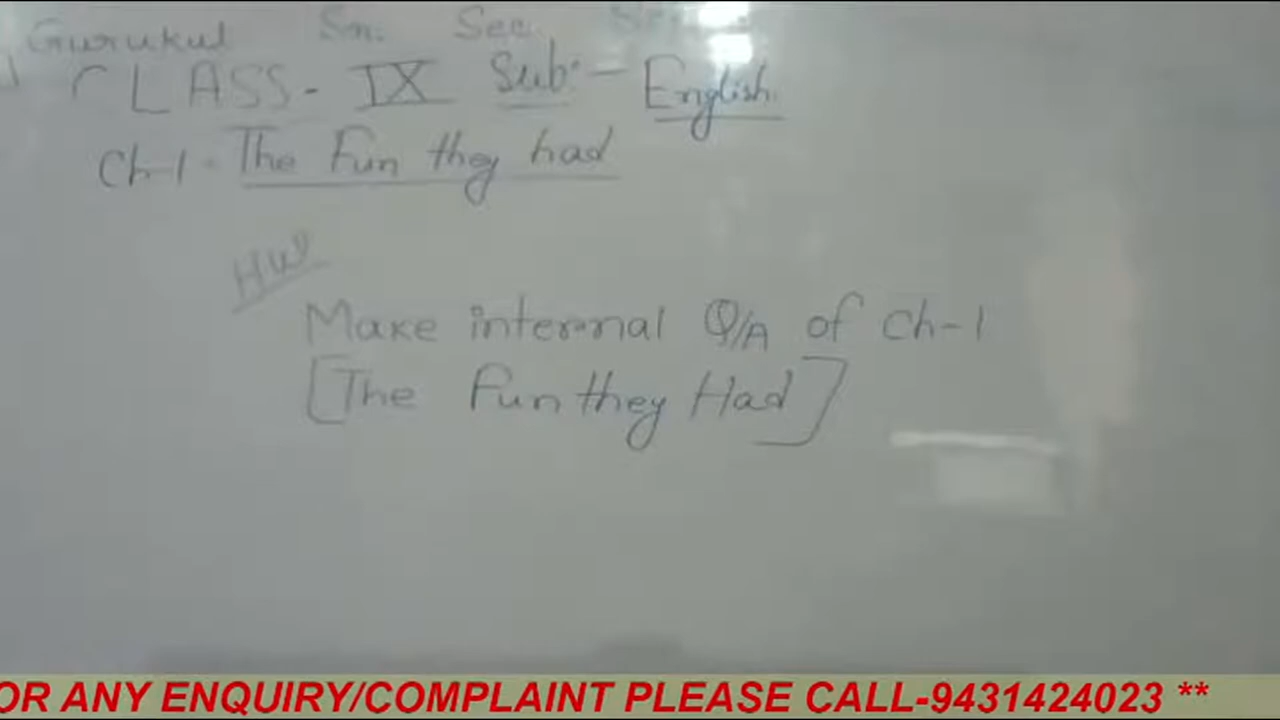 Gurukul Sn. Sec.
CLASS- IX Sub:- English.
Ch-1 - The Fun they had
HW
Make internal Q/A of Ch-1
[The Fun they Had]
OR ANY ENQUIRY/COMPLAINT PLEASE CALL-9431424023 **